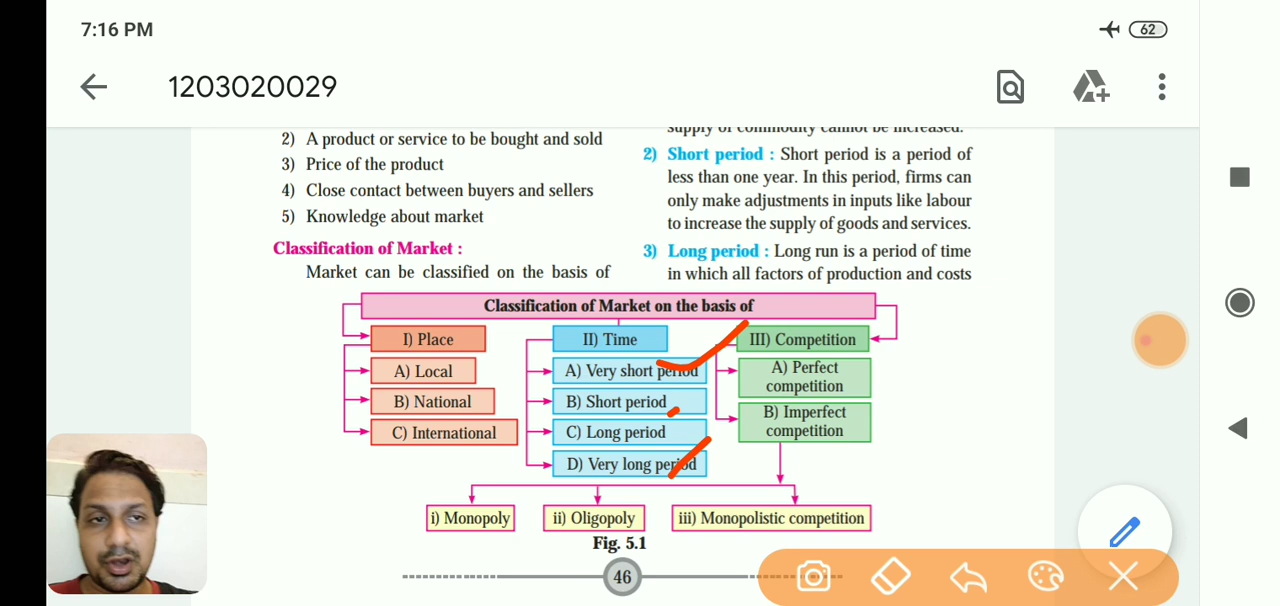 7:16 PM
62
1203020029
2) A product or service to be bought and sold
3) Price of the product
4) Close contact between buyers and sellers
5) Knowledge about market
Classification of Market :
Market can be classified on the basis of
supply of commodity cannot be increased.
2) Short period : Short period is a period of
less than one year. In this period, firms can
only make adjustments in inputs like labour
to increase the supply of goods and services.
3) Long period : Long run is a period of time
in which all factors of production and costs
Classification of Market on the basis of
I) Place
A) Local
B) National
C) International
II) Time
A) Very short period
B) Short period
C) Long period
D) Very long period
III) Competition
A) Perfect
competition
B) Imperfect
competition
i) Monopoly
ii) Oligopoly
iii) Monopolistic competition
Fig. 5.1
46